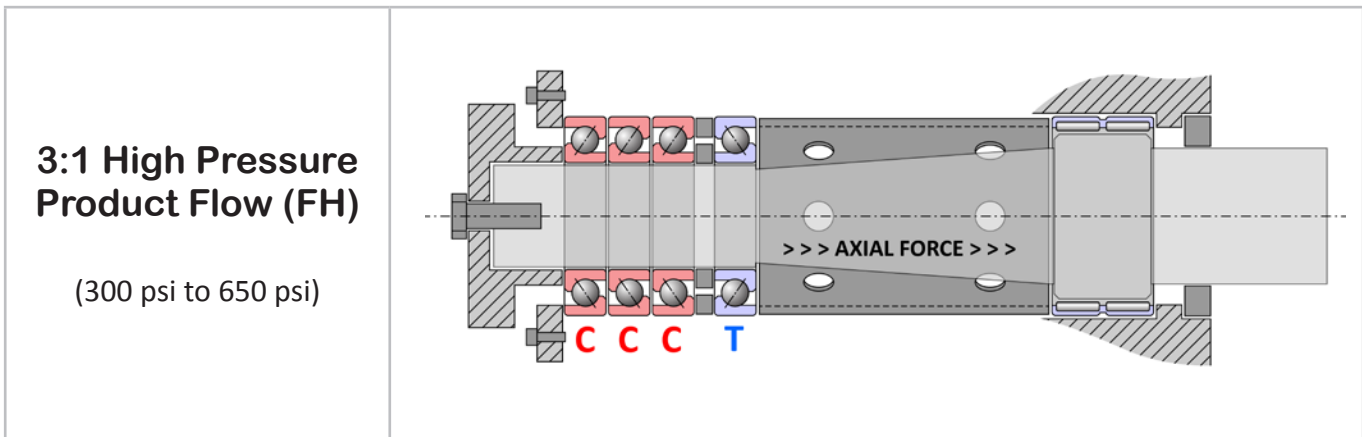 3:1 High Pressure
Product Flow (FH)
(300 psi to 650 psi)
> > > AXIAL FORCE > > >
C C C T